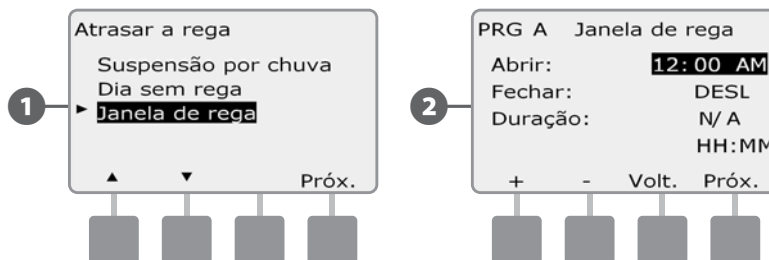 1
Atrasar a rega
Suspensão por chuva
Dia sem rega
► Janela de rega
▲ ▼ Próx.
2
PRG A Janela de rega
Abrir: 12:00 AM
Fechar: DESL
Duração: N/A
HH:MM
+ - Volt. Próx.